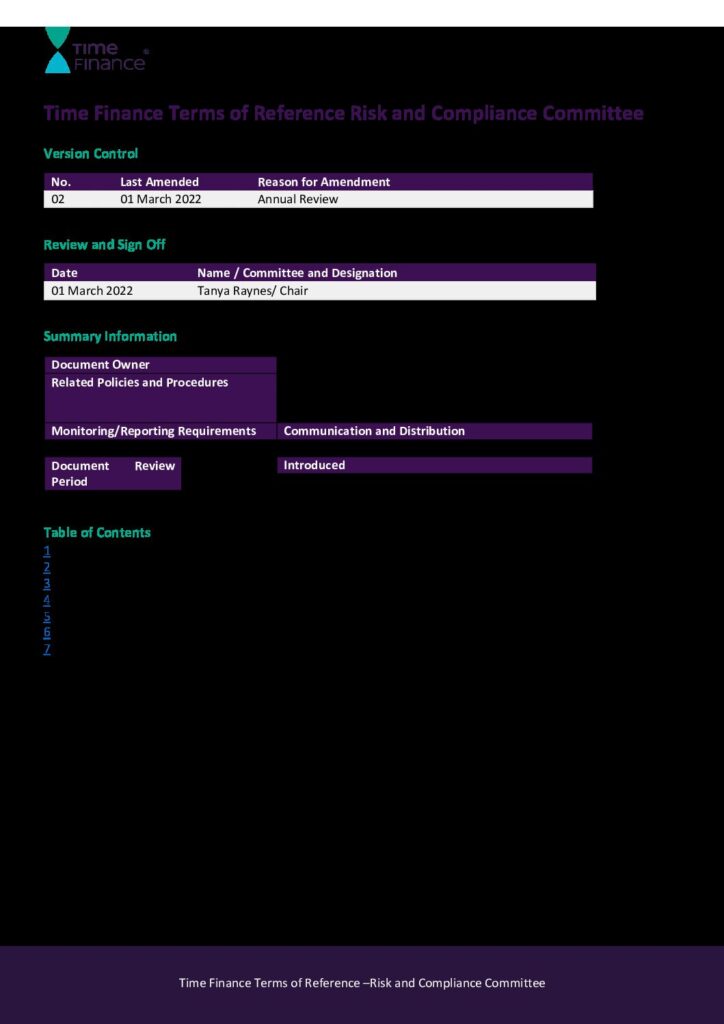 TIME
FINANCE
Time Finance Terms of Reference Risk and Compliance Committee
Version Control
No. Last Amended Reason for Amendment
02 01 March 2022 Annual Review
Review and Sign Off
Date Name / Committee and Designation
01 March 2022 Tanya Raynes/ Chair
Summary Information
Document Owner
Related Policies and Procedures
Monitoring/Reporting Requirements Communication and Distribution
Document Review Introduced
Period
Table of Contents
1
2
3
4
5
6
7
Time Finance Terms of Reference –Risk and Compliance Committee